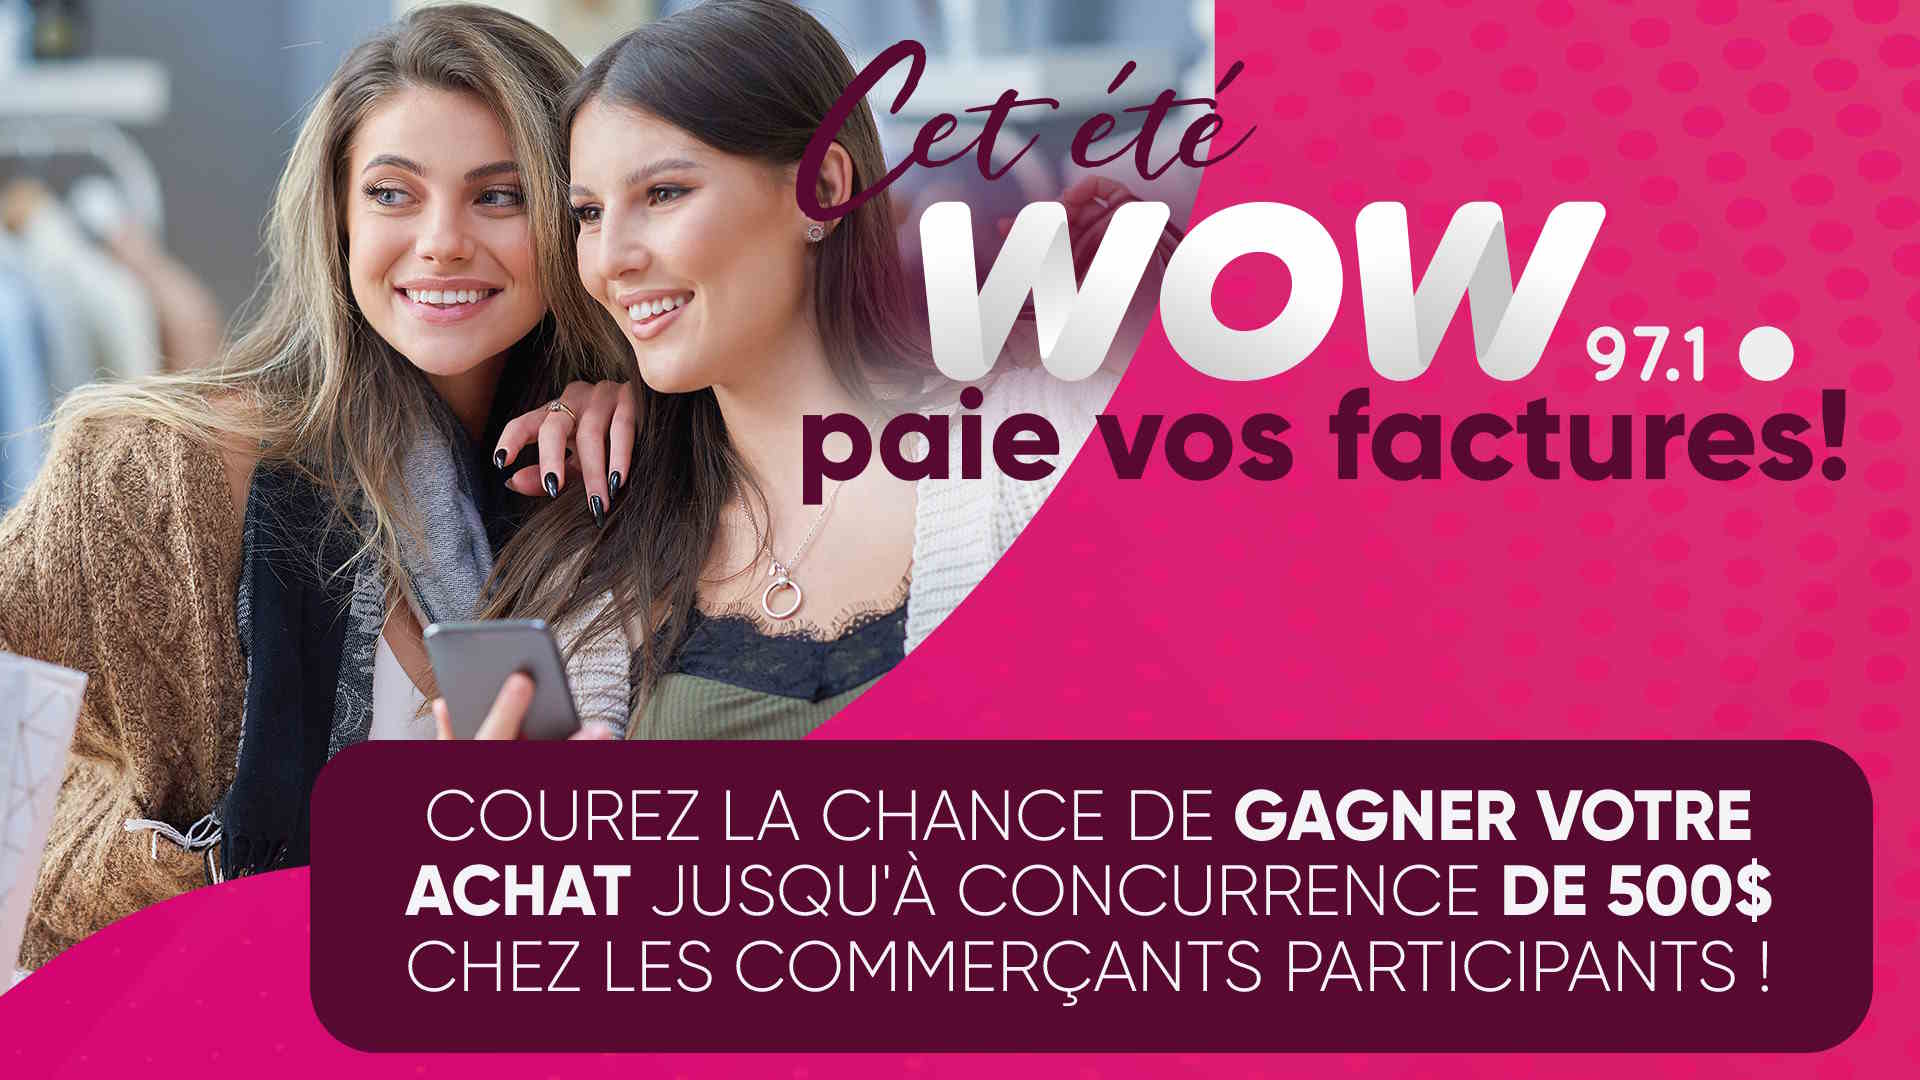 Cet été
WOW 97.1
paie vos factures!
COUREZ LA CHANCE DE GAGNER VOTRE
ACHAT JUSQU'À CONCURRENCE DE 500$
CHEZ LES COMMERÇANTS PARTICIPANTS !